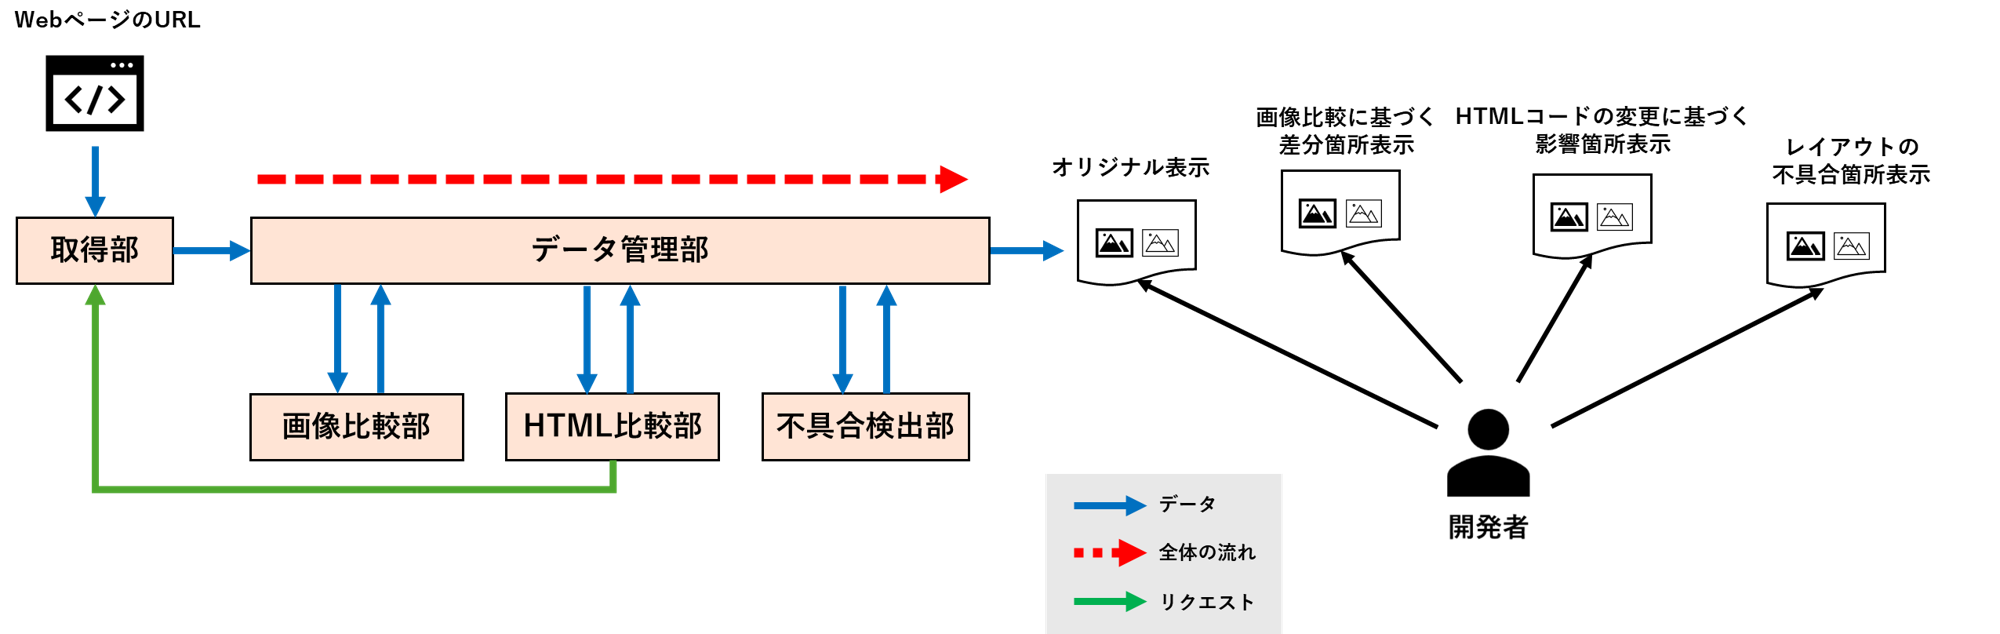 WebページのURL
取得部
データ管理部
画像比較部
HTML比較部
不具合検出部
オリジナル表示
画像比較に基づく
差分箇所表示
HTMLコードの変更に基づく
影響箇所表示
レイアウトの
不具合箇所表示
開発者
データ
全体の流れ
リクエスト